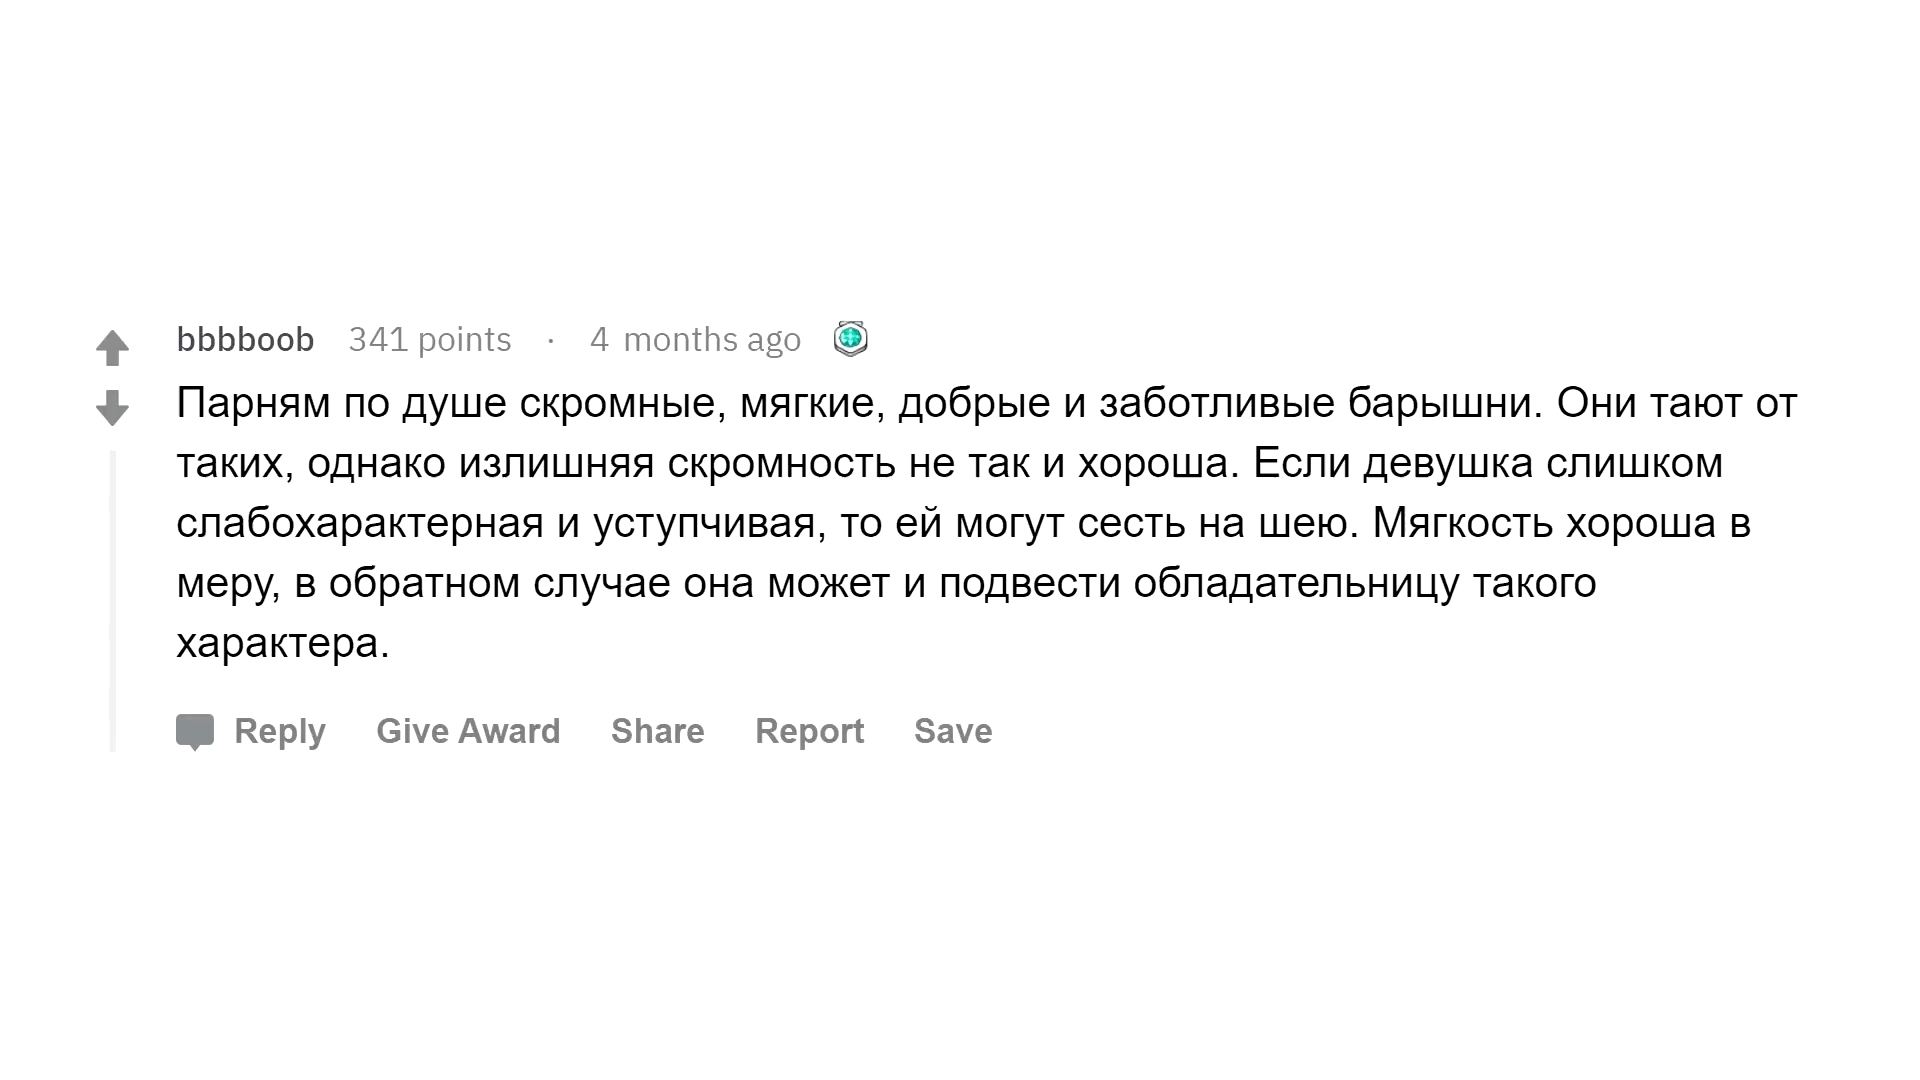 bbbboob 341 points · 4 months ago
Парням по душе скромные, мягкие, добрые и заботливые барышни. Они тают от
таких, однако излишняя скромность не так и хороша. Если девушка слишком
слабохарактерная и уступчивая, то ей могут сесть на шею. Мягкость хороша в
меру, в обратном случае она может и подвести обладательницу такого
характера.
Reply Give Award Share Report Save